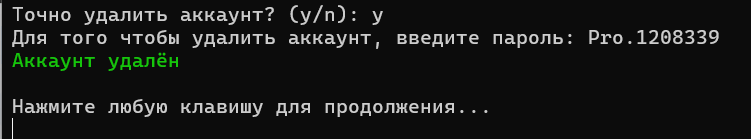 Точно удалить аккаунт? (y/n): y
Для того чтобы удалить аккаунт, введите пароль: Pro.1208339
Аккаунт удалён
Нажмите любую клавишу для продолжения...